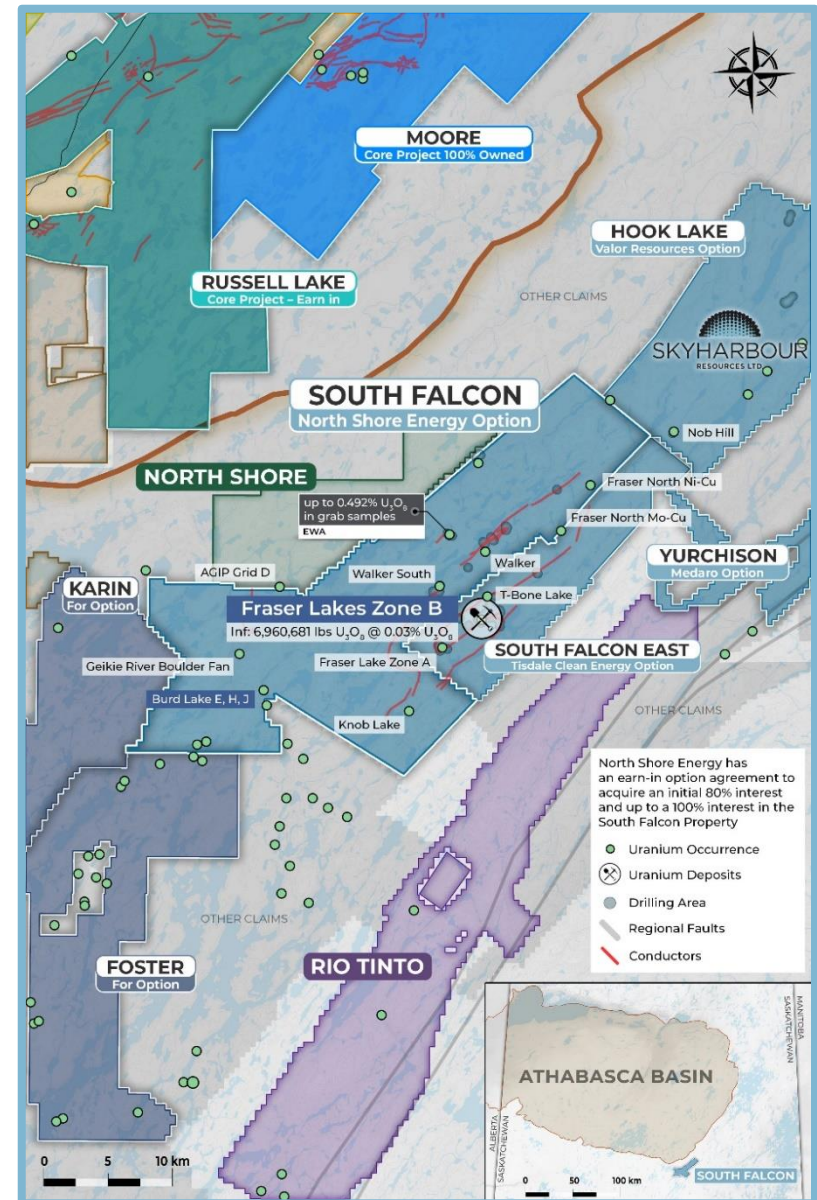 MOORE
Core Project 100% Owned
HOOK LAKE
Valor Resources Option
RUSSELL LAKE
Core Project – Earn in
OTHER CLAIMS
SKYHARBOUR
RESOURCES LTD
SOUTH FALCON
North Shore Energy Option
Nob Hill
NORTH SHORE
Fraser North Ni-Cu
up to 0.492% U₃O₈
in grab samples
EWA
Fraser North Mo-Cu
AGIP Grid D
Walker South
Walker
YURCHISON
Medaro Option
KARIN
For Option
T-Bone Lake
Fraser Lakes Zone B
Inf: 6,960,681 lbs U₃O₈ @ 0.03% U₃O₈
SOUTH FALCON EAST
Tisdale Clean Energy Option
Geikie River Boulder Fan
Fraser Lake Zone A
Burd Lake E, H, J
Knob Lake
OTHER CLAIMS
North Shore Energy has
an earn-in option agreement to
acquire an initial 80% interest
and up to a 100% interest in the
South Falcon Property
Uranium Occurrence
Uranium Deposits
Drilling Area
Regional Faults
Conductors
OTHER CLAIMS
FOSTER
For Option
RIO TINTO
SASKATCHEWAN
MANITOBA
ATHABASCA BASIN
ALBERTA
SASKATCHEWAN
SOUTH FALCON
0 5 10 km
0 50 100 km